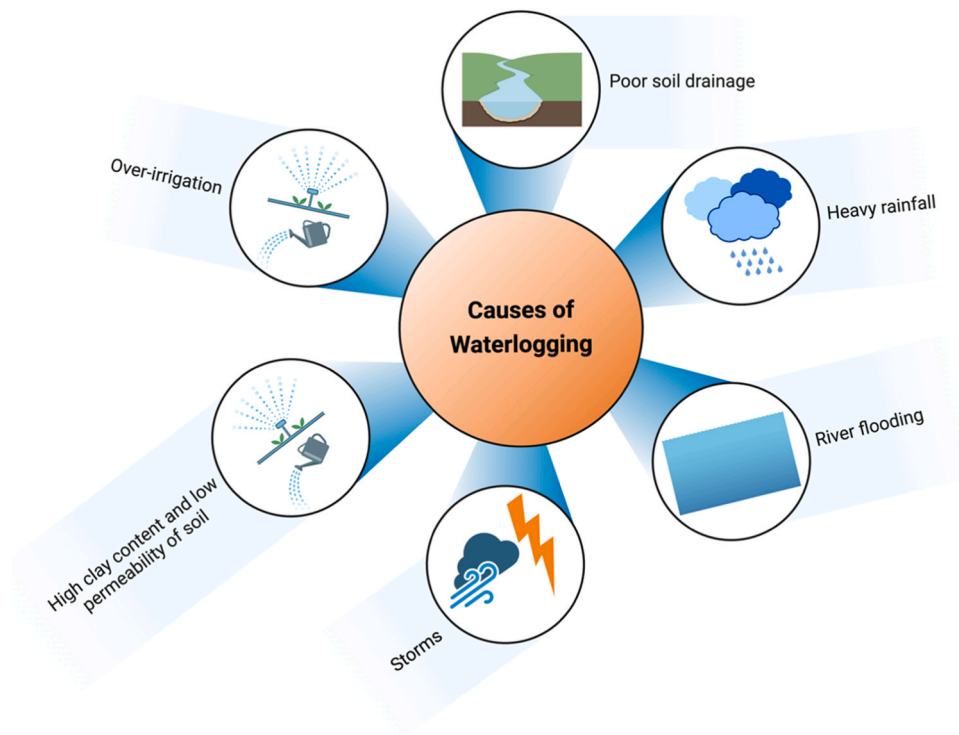 Poor soil drainage
Over-irrigation
Heavy rainfall
Causes of
Waterlogging
River flooding
High clay content and low
permeability of soil
Storms